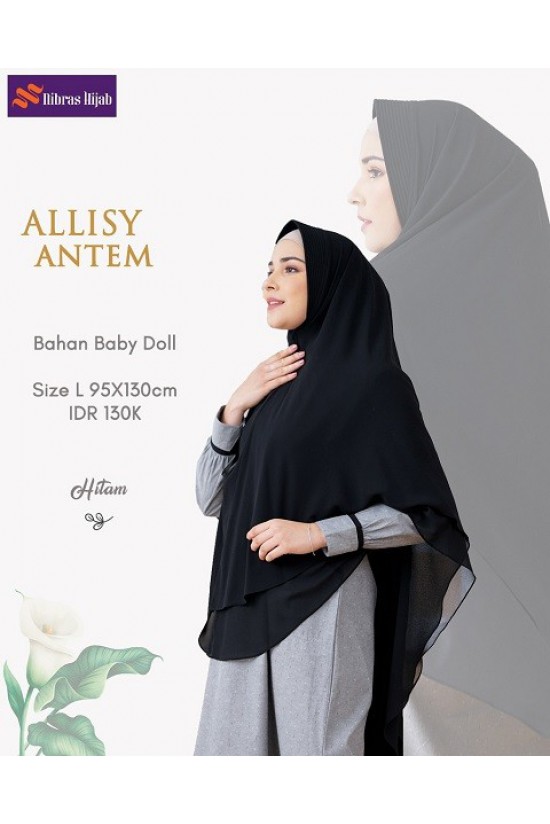 Nibras Hijab
ALLISY
ANTEM
Bahan Baby Doll
Size L 95X130cm
IDR 130K
Hitam